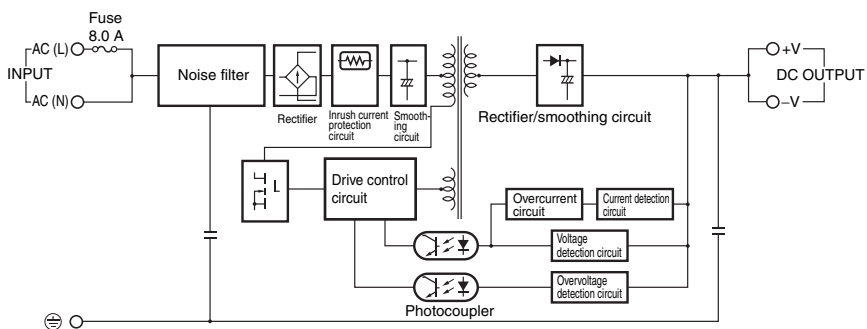 Fuse
8.0 A
AC (L)
INPUT
AC (N)
Noise filter
Rectifier
Inrush current
protection
circuit
Smooth-
ing
circuit
Rectifier/smoothing circuit
+V
DC OUTPUT
−V
L
Drive control
circuit
Overcurrent
circuit
Current detection
circuit
Voltage
detection circuit
Overvoltage
detection circuit
Photocoupler